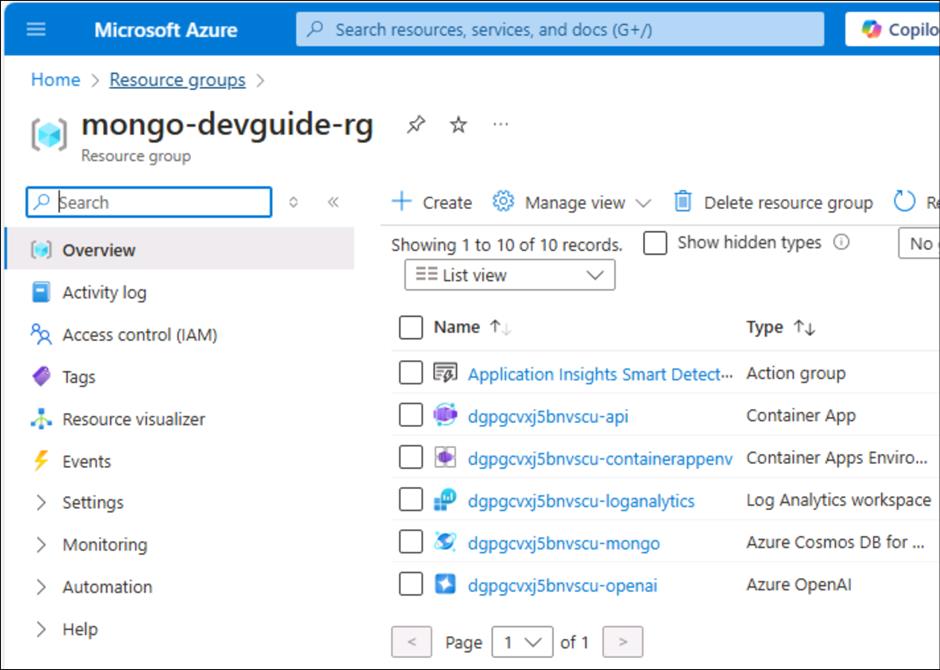 Microsoft Azure
Search resources, services, and docs (G+/)
Copilo
Home > Resource groups >
mongo-devguide-rg ...
Resource group
Search
Create Manage view Delete resource group Re
Overview
Activity log
Access control (IAM)
Tags
Resource visualizer
Events
Settings
Monitoring
Automation
Help
Showing 1 to 10 of 10 records. Show hidden types No
List view
Name Type
Application Insights Smart Detect... Action group
dgpgcvxj5bnvscu-api Container App
dgpgcvxj5bnvscu-containerappenv Container Apps Enviro...
dgpgcvxj5bnvscu-loganalytics Log Analytics workspace
dgpgcvxj5bnvscu-mongo Azure Cosmos DB for ...
dgpgcvxj5bnvscu-openai Azure OpenAI
< Page 1 of 1 >